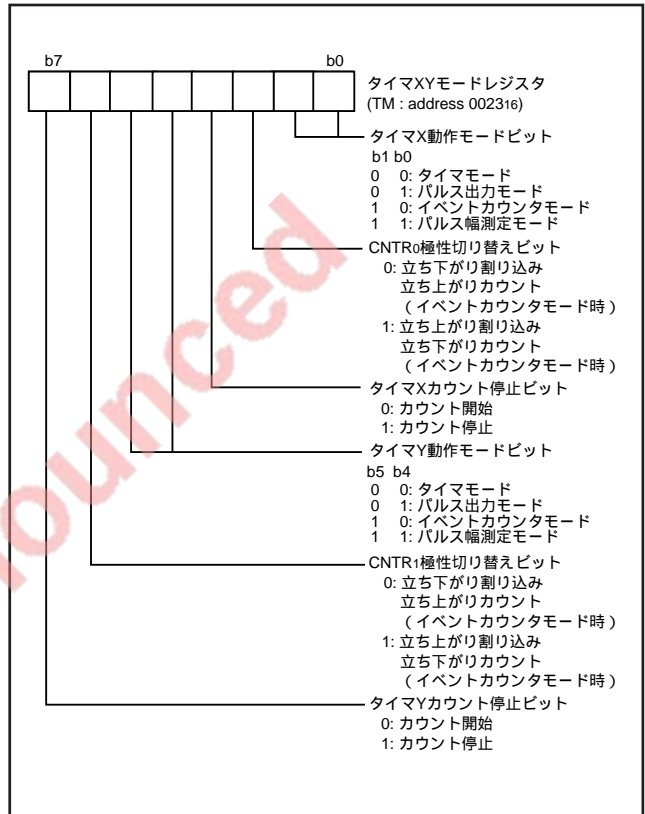 b7 b0
タイマXYモードレジスタ
(TM : address 002316)
タイマX動作モードビット
b1 b0
0 0: タイマモード
0 1: パルス出力モード
1 0: イベントカウンタモード
1 1: パルス幅測定モード
CNTR0極性切り替えビット
0: 立ち下がり割り込み
立ち上がりカウント
(イベントカウンタモード時)
1: 立ち上がり割り込み
立ち下がりカウント
(イベントカウンタモード時)
タイマXカウント停止ビット
0: カウント開始
1: カウント停止
タイマY動作モードビット
b5 b4
0 0: タイマモード
0 1: パルス出力モード
1 0: イベントカウンタモード
1 1: パルス幅測定モード
CNTR1極性切り替えビット
0: 立ち下がり割り込み
立ち上がりカウント
(イベントカウンタモード時)
1: 立ち上がり割り込み
立ち下がりカウント
(イベントカウンタモード時)
タイマYカウント停止ビット
0: カウント開始
1: カウント停止
ounced